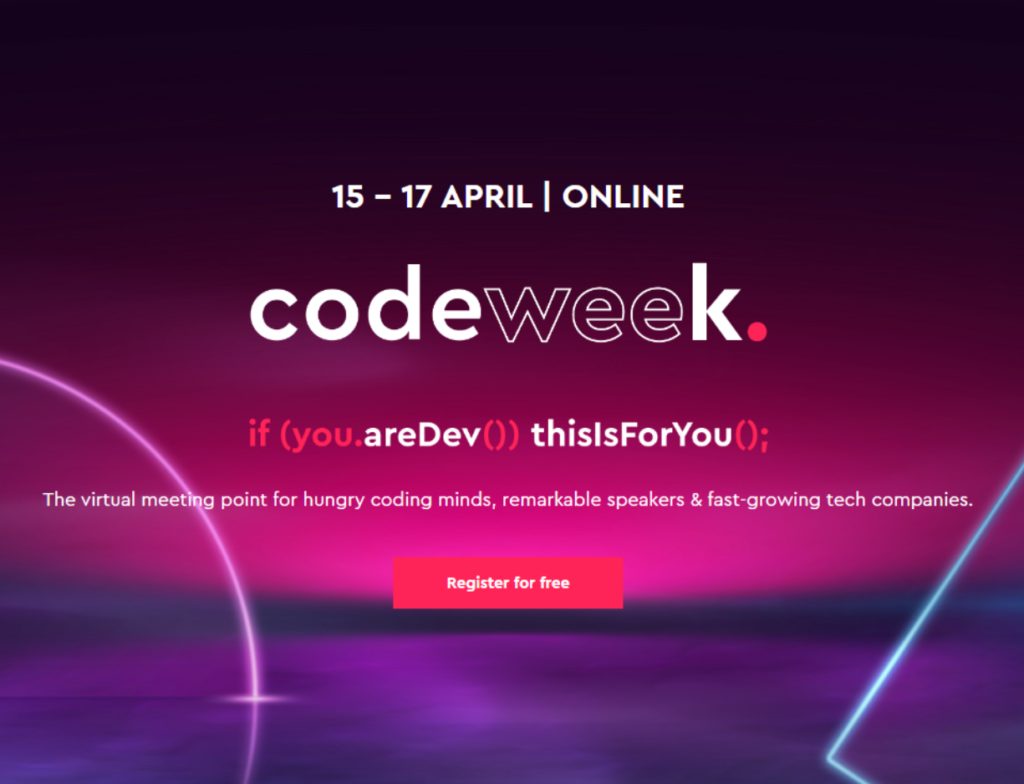 15 – 17 APRIL | ONLINE
codeweek.
if (you.areDev()) thisIsForYou();
The virtual meeting point for hungry coding minds, remarkable speakers & fast-growing tech companies.
Register for free